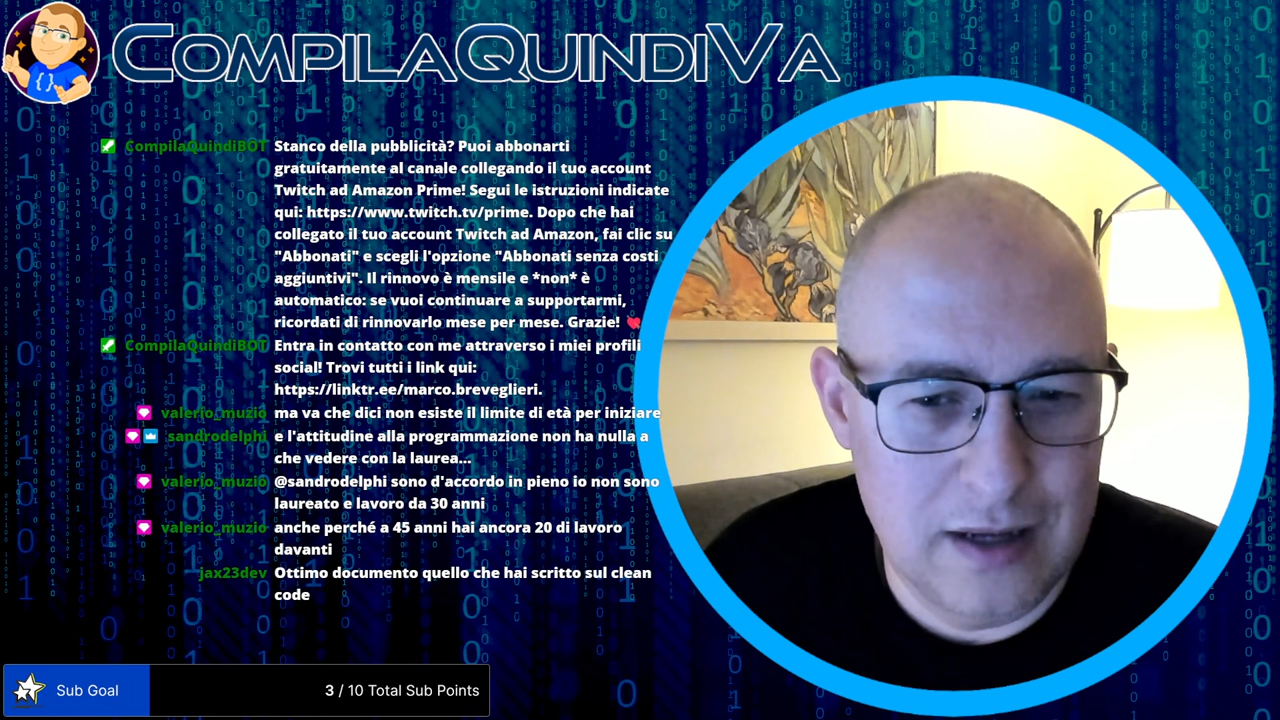 CompilaQuindiVa
CompilaQuindiBOT Stanco della pubblicità? Puoi abbonarti
gratuitamente al canale collegando il tuo account
Twitch ad Amazon Prime! Segui le istruzioni indicate
qui: https://www.twitch.tv/prime. Dopo che hai
collegato il tuo account Twitch ad Amazon, fai clic su
"Abbonati" e scegli l'opzione "Abbonati senza costi
aggiuntivi". Il rinnovo è mensile e *non* è
automatico: se vuoi continuare a supportarmi,
ricordati di rinnovarlo mese per mese. Grazie!
CompilaQuindiBOT Entra in contatto con me attraverso i miei profili
social! Trovi tutti i link qui:
https://linktr.ee/marco.breveglieri.
valerio_muzio ma va che dici non esiste il limite di età per iniziare
sandrodelphi e l'attitudine alla programmazione non ha nulla a
che vedere con la laurea...
valerio_muzio @sandrodelphi sono d'accordo in pieno io non sono
laureato e lavoro da 30 anni
valerio_muzio anche perché a 45 anni hai ancora 20 di lavoro
davanti
jax23dev Ottimo documento quello che hai scritto sul clean
code
Sub Goal 3 / 10 Total Sub Points